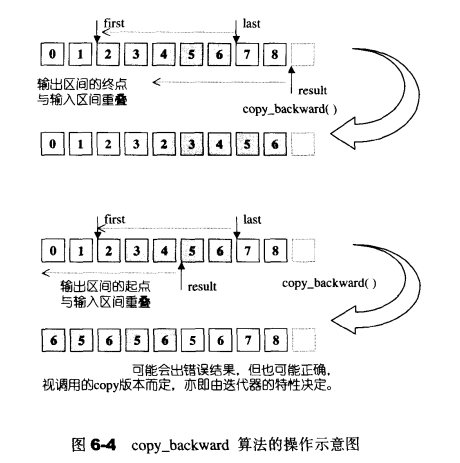 first last
0 1 2 3 4 5 6 7 8
输出区间的终点
与输入区间重叠
result
copy_backward( )
0 1 2 3 2 3 4 5 6
first last
0 1 2 3 4 5 6 7 8
输出区间的起点
与输入区间重叠
result
copy_backward( )
6 5 6 5 6 5 6 7 8
可能会出错误结果，但也可能正确，
视调用的copy版本而定，亦即由迭代器的特性决定。
图 6-4 copy_backward 算法的操作示意图